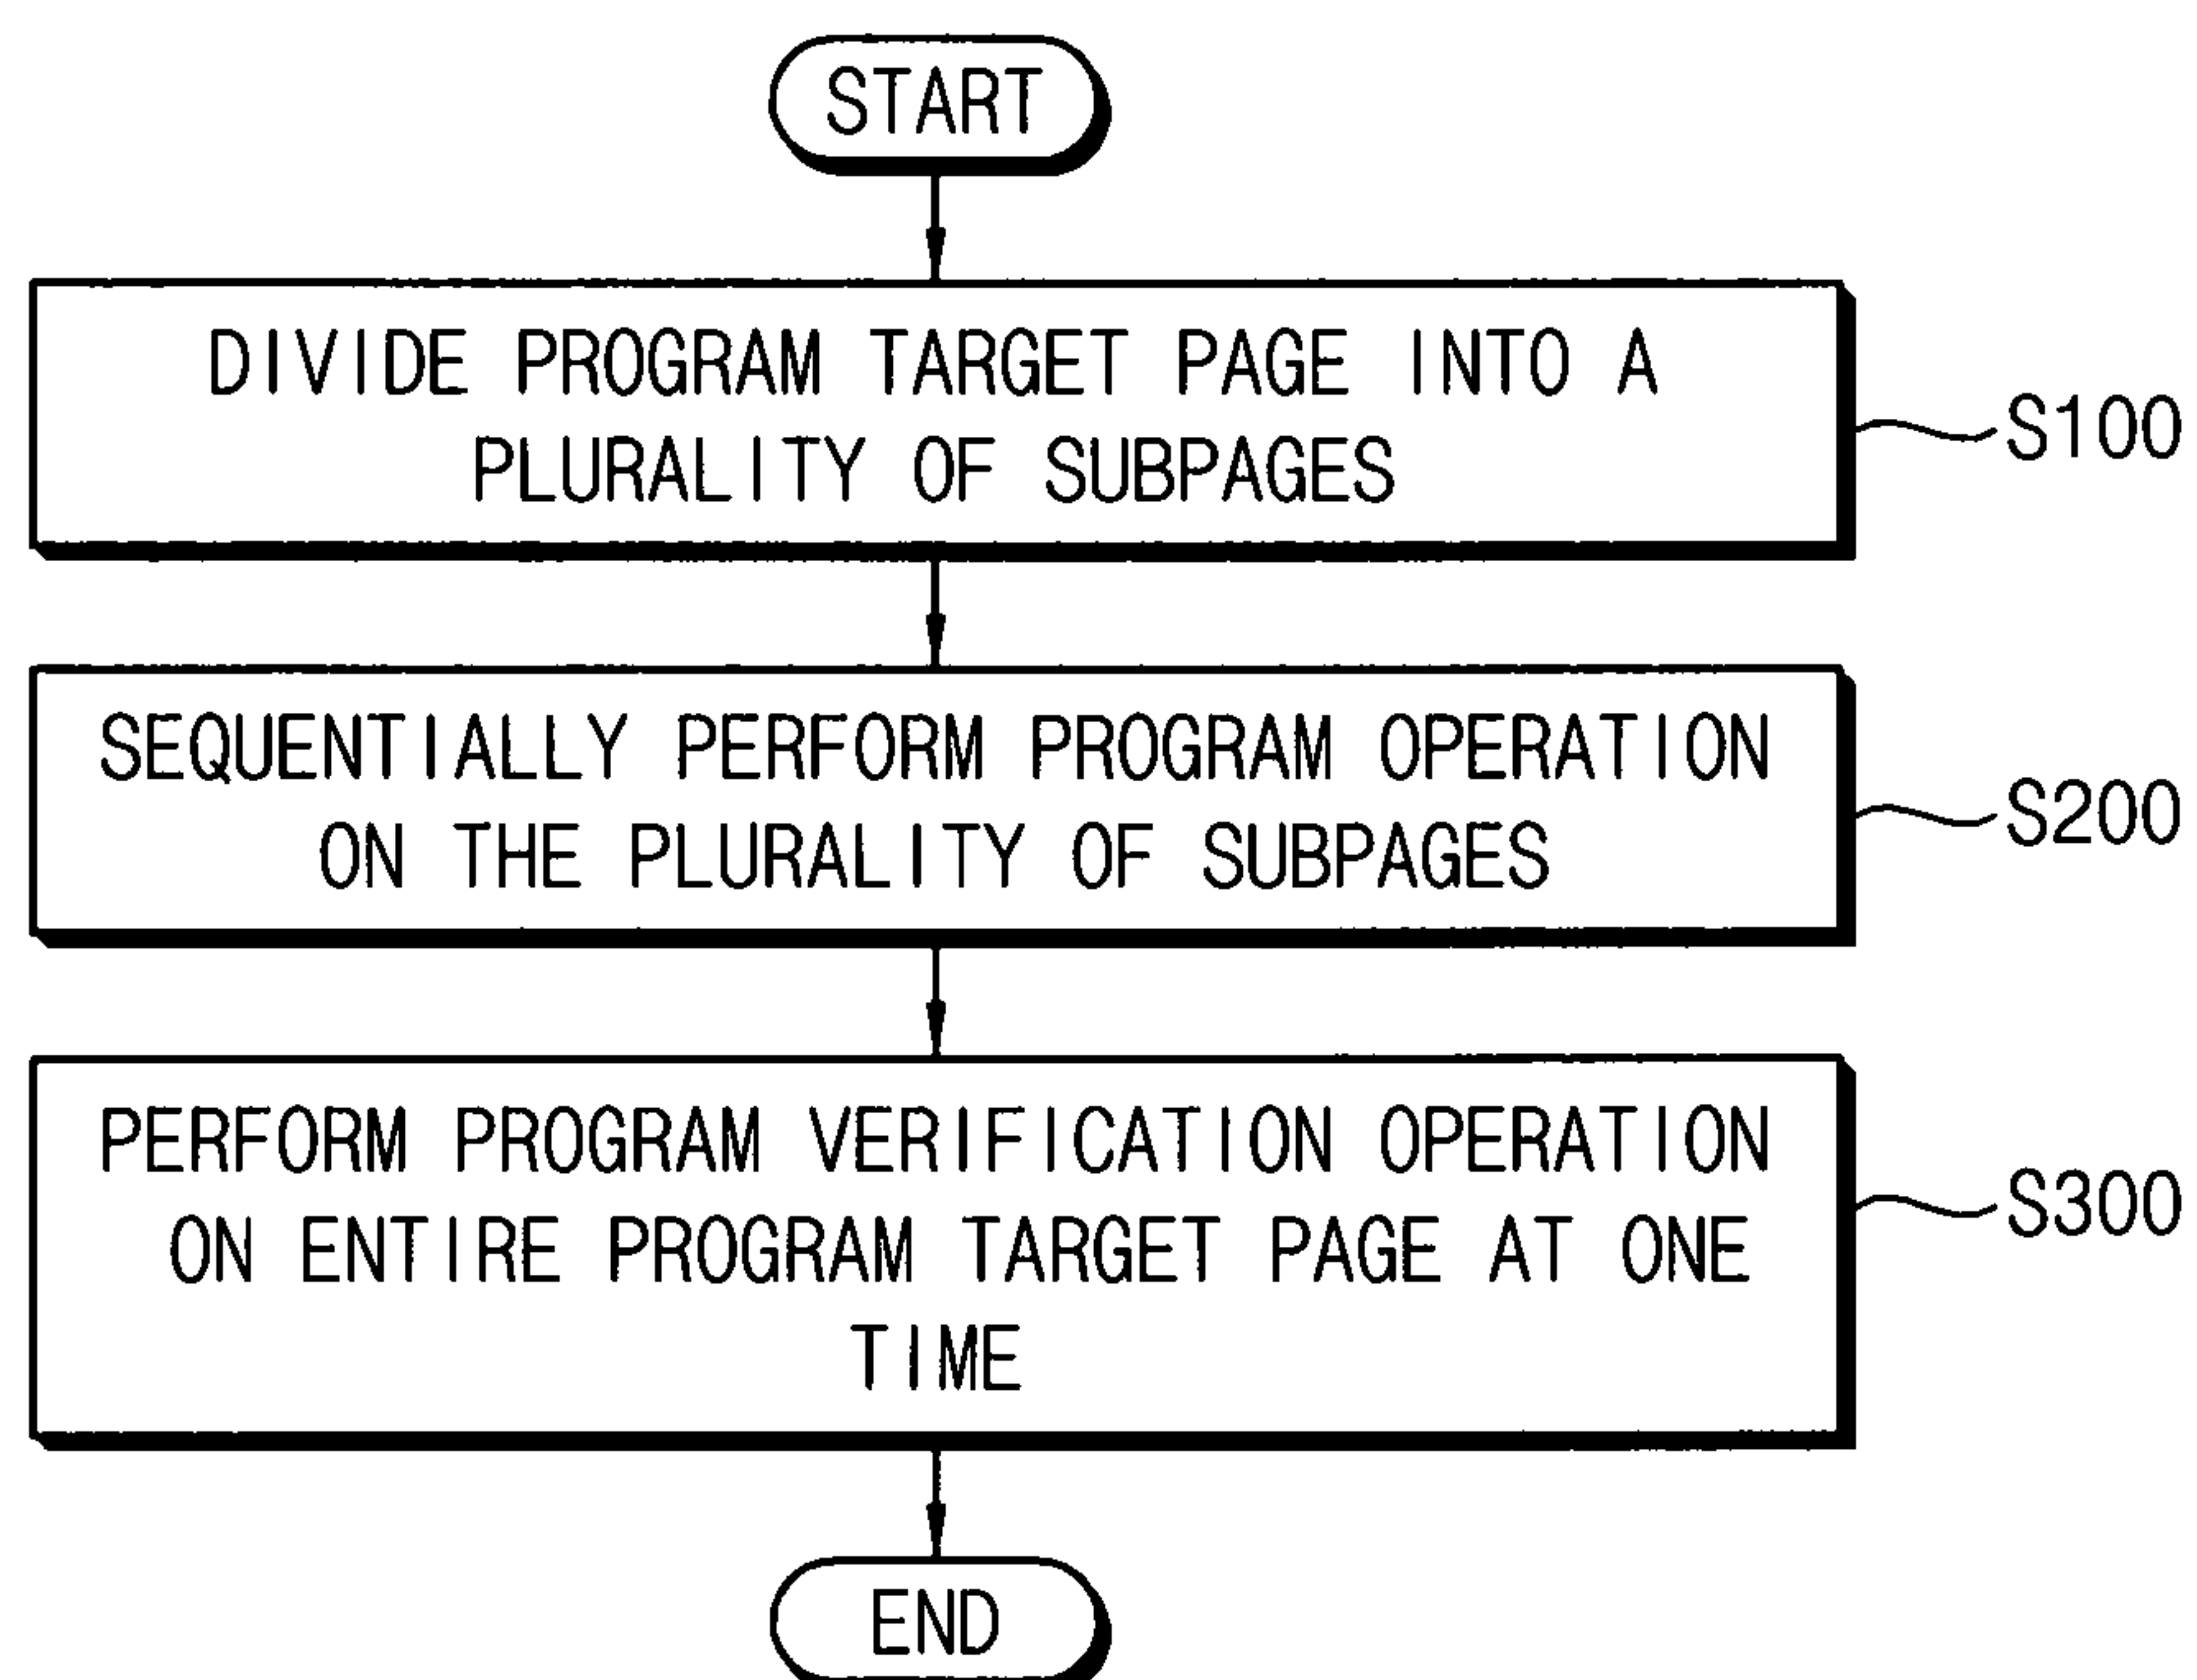 START
DIVIDE PROGRAM TARGET PAGE INTO A
PLURALITY OF SUBPAGES
S100
SEQUENTIALLY PERFORM PROGRAM OPERATION
ON THE PLURALITY OF SUBPAGES
S200
PERFORM PROGRAM VERIFICATION OPERATION
ON ENTIRE PROGRAM TARGET PAGE AT ONE
TIME
S300
END